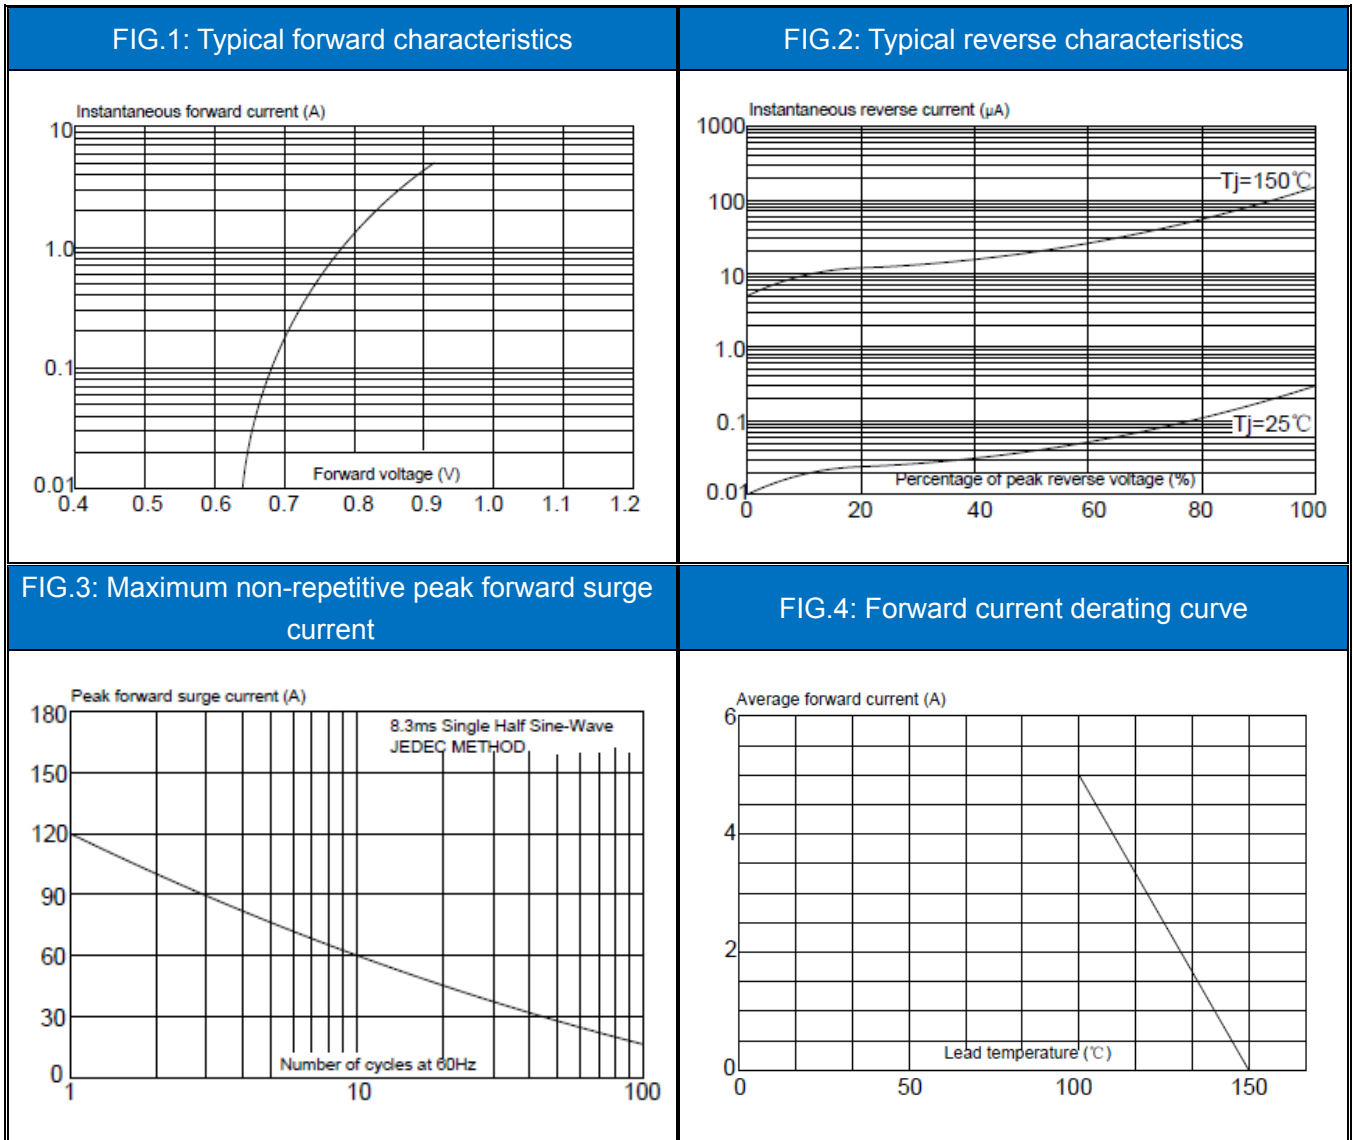 FIG.1: Typical forward characteristics
Instantaneous forward current (A)
10
1.0
0.1
0.01
Forward voltage (V)
0.4 0.5 0.6 0.7 0.8 0.9 1.0 1.1 1.2
FIG.2: Typical reverse characteristics
Instantaneous reverse current (μA)
1000
Tj=150℃
100
10
1.0
0.1
Tj=25℃
0.01
Percentage of peak reverse voltage (%)
0 20 40 60 80 100
FIG.3: Maximum non-repetitive peak forward surge
current
Peak forward surge current (A)
180
8.3ms Single Half Sine-Wave
JEDEC METHOD
150
120
90
60
30
0
Number of cycles at 60Hz
1 10 100
FIG.4: Forward current derating curve
Average forward current (A)
6
4
2
0
Lead temperature (℃)
0 50 100 150